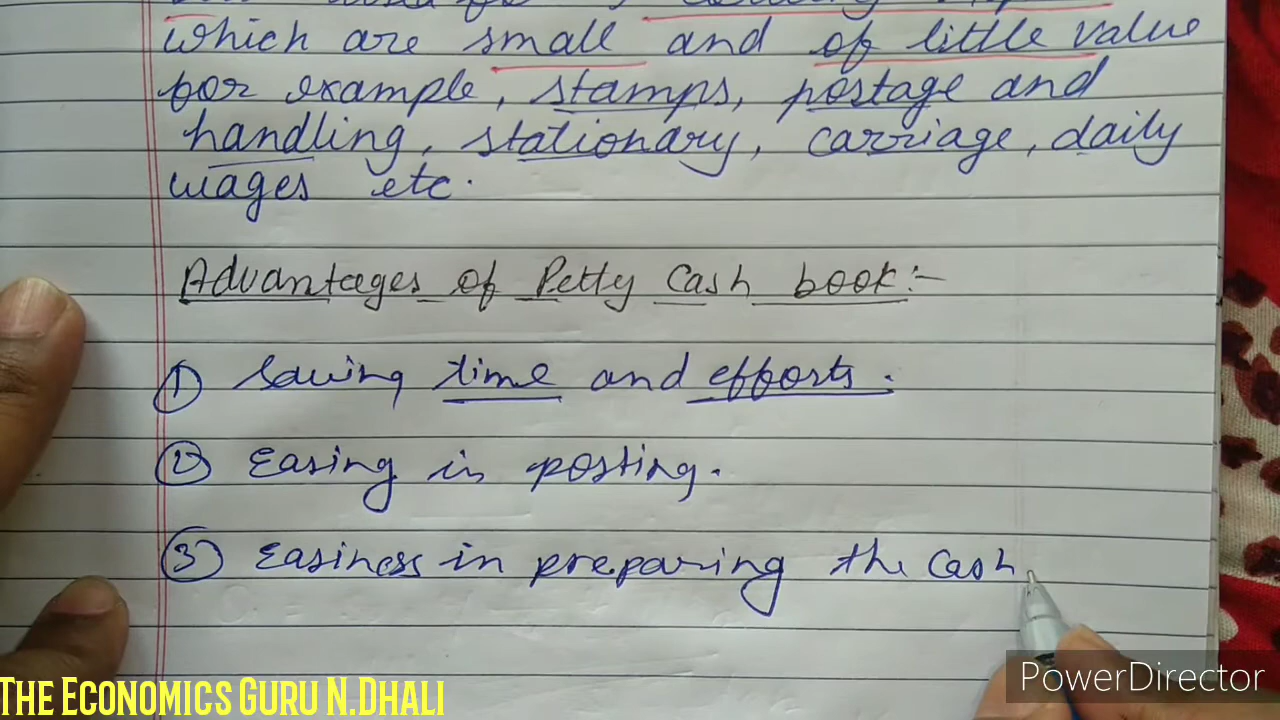 which are small and of little value
for example, stamps, postage and
handling, stationary, carriage, daily
wages etc.
Advantages of Petty Cash book:-
① Saving time and efforts.
② Easing in posting.
③ Easiness in preparing the Cash
PowerDirector
THE ECONOMICS GURU N.DHALI